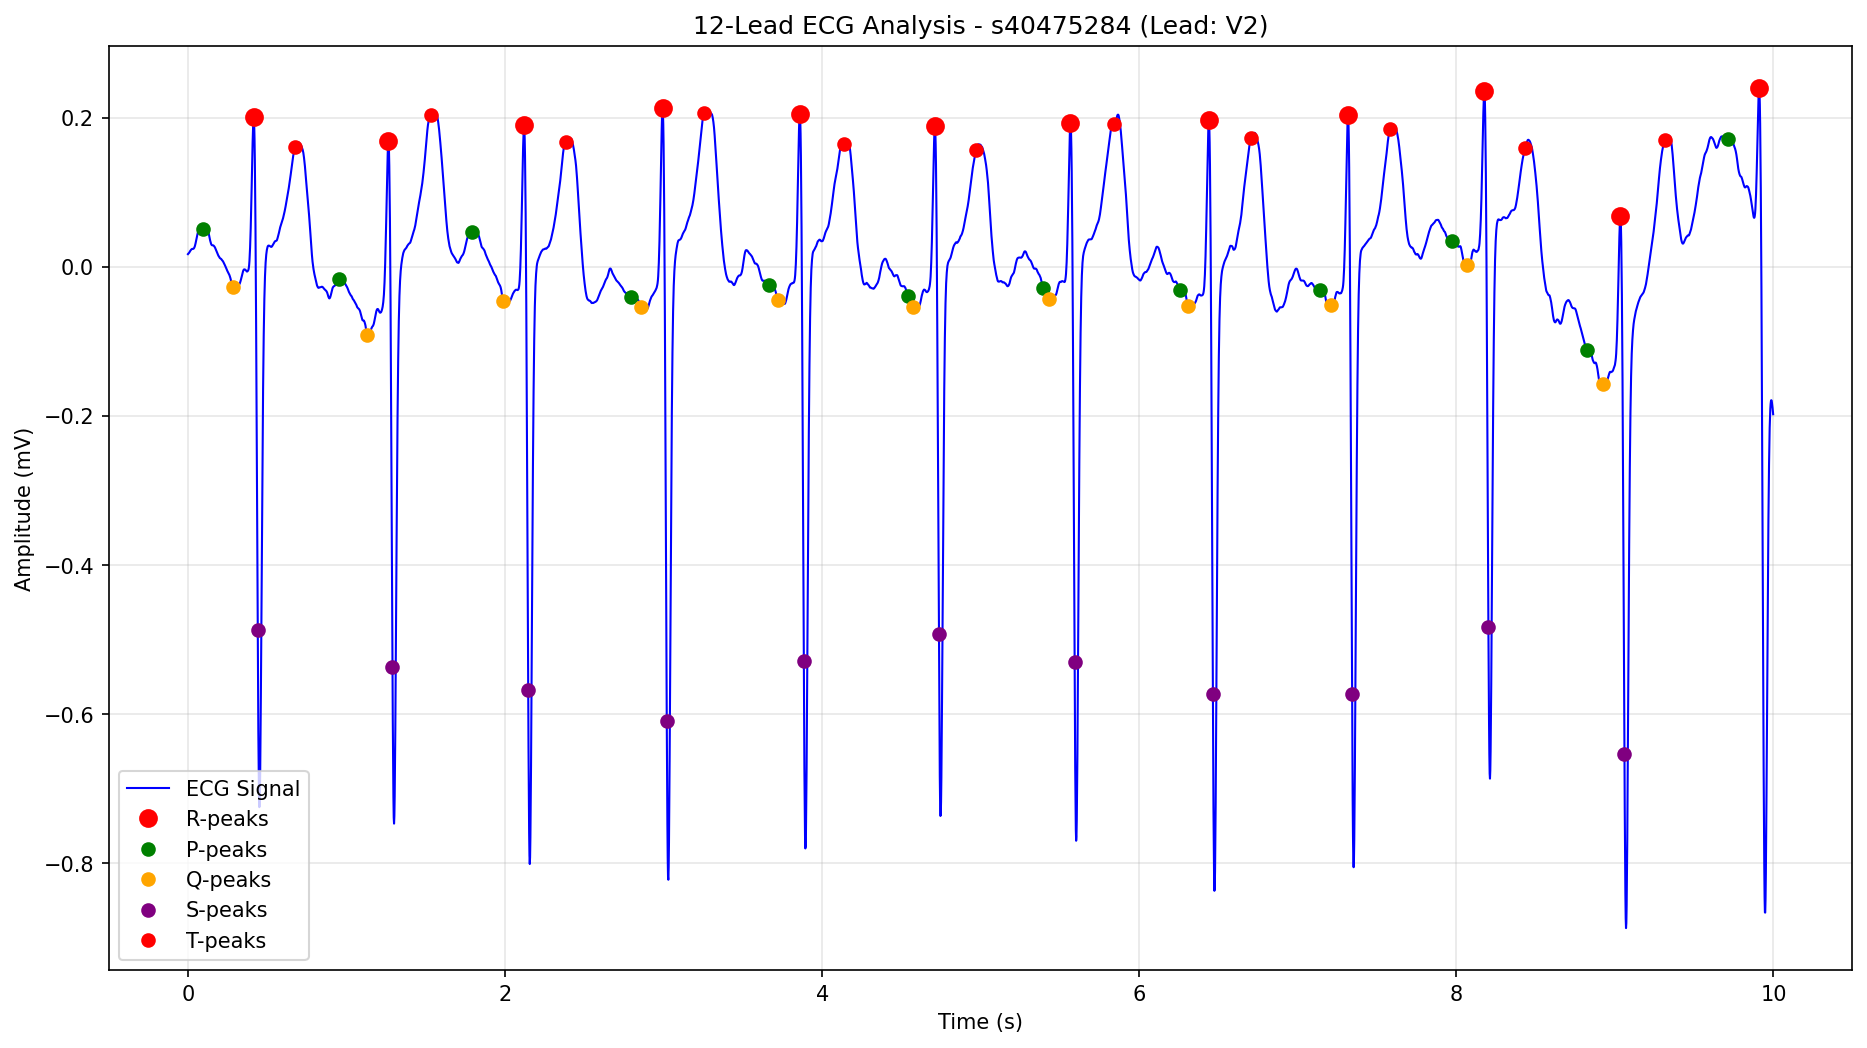 12-Lead ECG Analysis - s40475284 (Lead: V2)
Amplitude (mV)
0.2
0.0
−0.2
−0.4
−0.6
−0.8
ECG Signal
R-peaks
P-peaks
Q-peaks
S-peaks
T-peaks
0 2 4 6 8 10
Time (s)